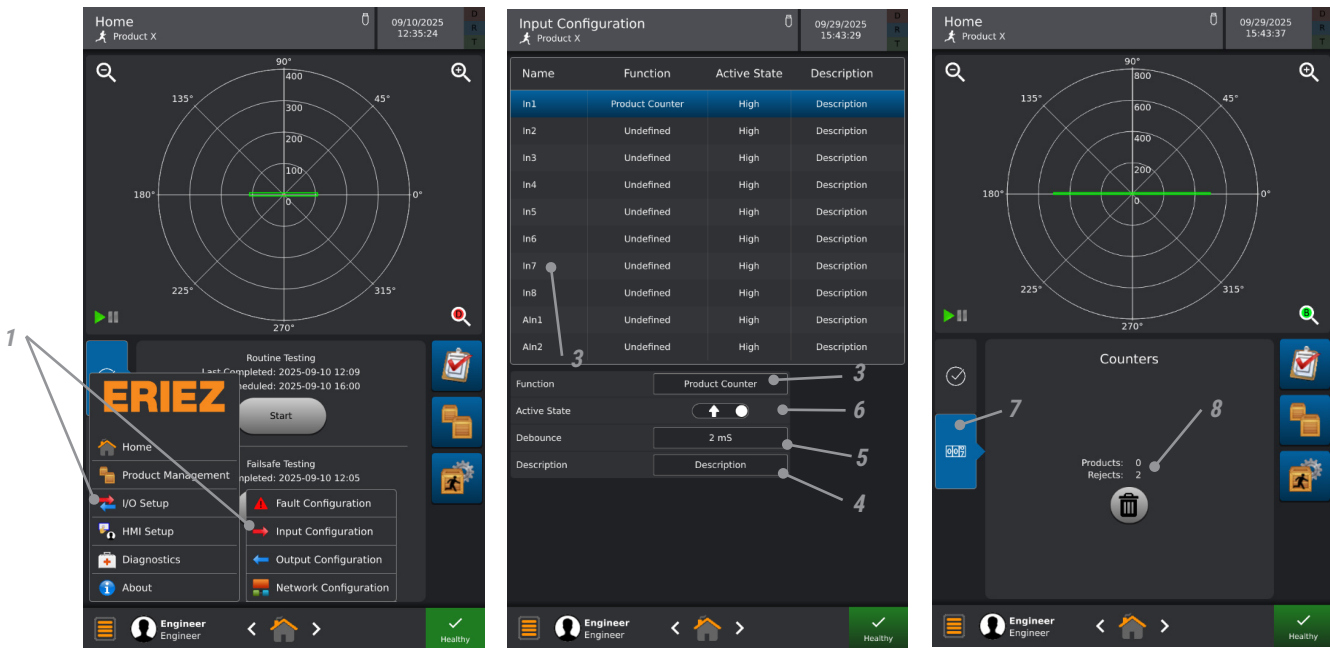 Home
Product X
09/10/2025
12:35:24
D
R
T
90°
400
135°
45°
300
200
100
180°
0
0°
225°
315°
270°
D
Routine Testing
Last Completed: 2025-09-10 12:09
heduled: 2025-09-10 16:00
Start
ERIEZ
Home
Product Management
I/O Setup
HMI Setup
Diagnostics
About
Failsafe Testing
mpleted: 2025-09-10 12:05
Fault Configuration
Input Configuration
Output Configuration
Network Configuration
Engineer
Engineer
Healthy
1
Input Configuration
Product X
09/29/2025
15:43:29
D
R
T
Name Function Active State Description
In1 Product Counter High Description
In2 Undefined High Description
In3 Undefined High Description
In4 Undefined High Description
In5 Undefined High Description
In6 Undefined High Description
In7 Undefined High Description
In8 Undefined High Description
AIn1 Undefined High Description
AIn2 Undefined High Description
3
Function Product Counter 3
Active State 6
Debounce 2 mS 5
Description Description 4
Engineer
Engineer
Healthy
Home
Product X
09/29/2025
15:43:37
D
R
T
90°
800
135°
45°
600
400
200
180°
0
0°
225°
315°
270°
B
Counters
7
8
007
Products: 0
Rejects: 2
Engineer
Engineer
Healthy